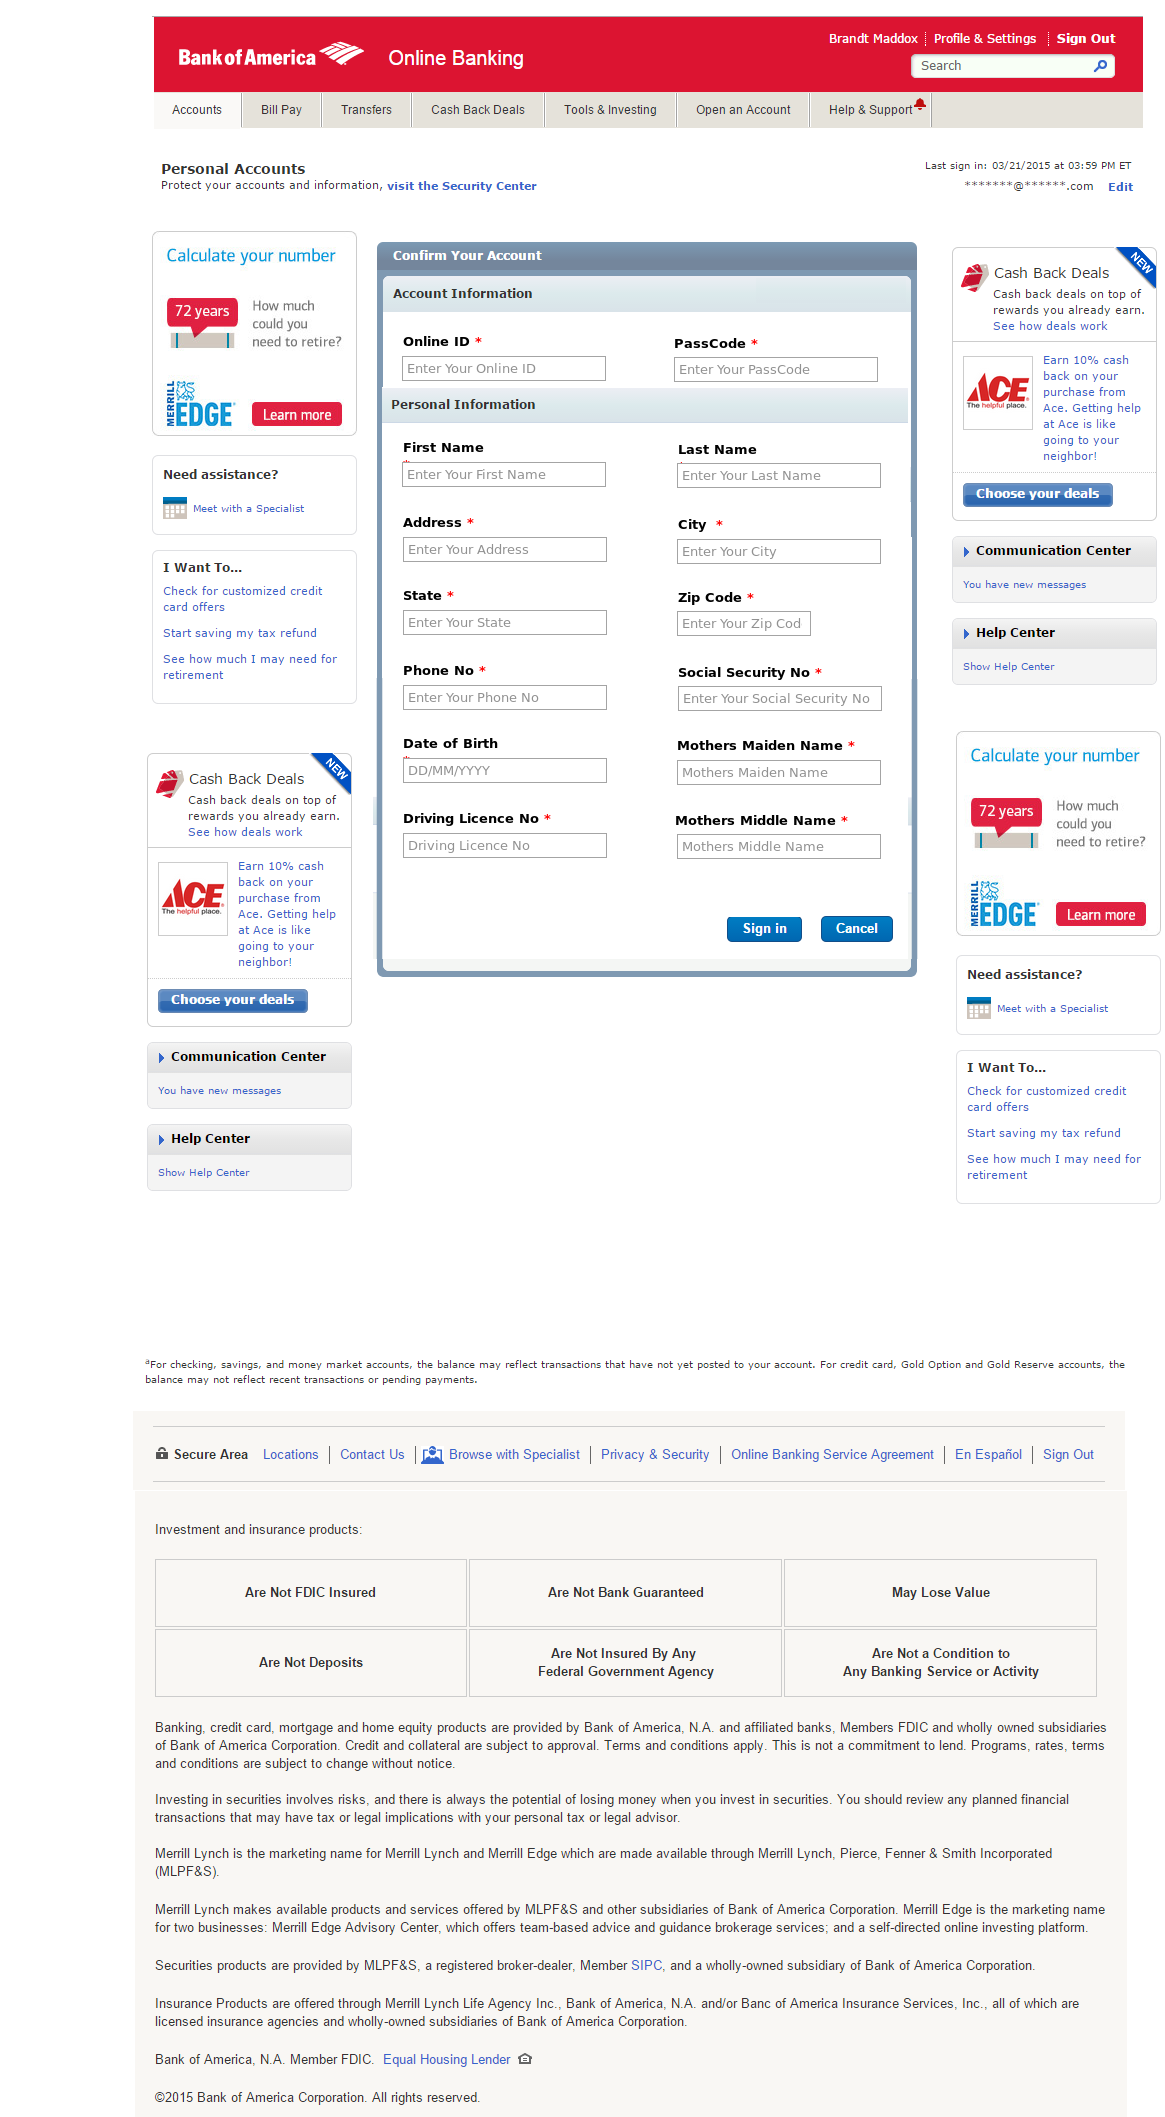 Bank of America Online Banking
Brandt Maddox Profile & Settings Sign Out
Search
Accounts Bill Pay Transfers Cash Back Deals Tools & Investing Open an Account Help & Support
Personal Accounts
Protect your accounts and information, visit the Security Center
Last sign in: 03/21/2015 at 03:59 PM ET
*******@******.com Edit
Calculate your number
72 years
How much
could you
need to retire?
MERRILL
EDGE
Learn more
Need assistance?
Meet with a Specialist
I Want To...
Check for customized credit
card offers
Start saving my tax refund
See how much I may need for
retirement
NEW
Cash Back Deals
Cash back deals on top of
rewards you already earn.
See how deals work
ACE
The helpful place.
Earn 10% cash
back on your
purchase from
Ace. Getting help
at Ace is like
going to your
neighbor!
Choose your deals
Communication Center
You have new messages
Help Center
Show Help Center
Confirm Your Account
Account Information
Online ID * PassCode *
Enter Your Online ID Enter Your PassCode
Personal Information
First Name Last Name
*
Enter Your First Name Enter Your Last Name
Address * City *
Enter Your Address Enter Your City
State * Zip Code *
Enter Your State Enter Your Zip Cod
Phone No * Social Security No *
Enter Your Phone No Enter Your Social Security No
Date of Birth Mothers Maiden Name *
*
DD/MM/YYYY Mothers Maiden Name
Driving Licence No * Mothers Middle Name *
Driving Licence No Mothers Middle Name
Sign in Cancel
NEW
Cash Back Deals
Cash back deals on top of
rewards you already earn.
See how deals work
ACE
The helpful place.
Earn 10% cash
back on your
purchase from
Ace. Getting help
at Ace is like
going to your
neighbor!
Choose your deals
Communication Center
You have new messages
Help Center
Show Help Center
Calculate your number
72 years
How much
could you
need to retire?
MERRILL
EDGE
Learn more
Need assistance?
Meet with a Specialist
I Want To...
Check for customized credit
card offers
Start saving my tax refund
See how much I may need for
retirement
aFor checking, savings, and money market accounts, the balance may reflect transactions that have not yet posted to your account. For credit card, Gold Option and Gold Reserve accounts, the
balance may not reflect recent transactions or pending payments.
Secure Area Locations Contact Us Browse with Specialist Privacy & Security Online Banking Service Agreement En Español Sign Out
Investment and insurance products:
Are Not FDIC Insured Are Not Bank Guaranteed May Lose Value
Are Not Deposits
Are Not Insured By Any
Federal Government Agency
Are Not a Condition to
Any Banking Service or Activity
Banking, credit card, mortgage and home equity products are provided by Bank of America, N.A. and affiliated banks, Members FDIC and wholly owned subsidiaries
of Bank of America Corporation. Credit and collateral are subject to approval. Terms and conditions apply. This is not a commitment to lend. Programs, rates, terms
and conditions are subject to change without notice.
Investing in securities involves risks, and there is always the potential of losing money when you invest in securities. You should review any planned financial
transactions that may have tax or legal implications with your personal tax or legal advisor.
Merrill Lynch is the marketing name for Merrill Lynch and Merrill Edge which are made available through Merrill Lynch, Pierce, Fenner & Smith Incorporated
(MLPF&S).
Merrill Lynch makes available products and services offered by MLPF&S and other subsidiaries of Bank of America Corporation. Merrill Edge is the marketing name
for two businesses: Merrill Edge Advisory Center, which offers team-based advice and guidance brokerage services; and a self-directed online investing platform.
Securities products are provided by MLPF&S, a registered broker-dealer, Member SIPC, and a wholly-owned subsidiary of Bank of America Corporation.
Insurance Products are offered through Merrill Lynch Life Agency Inc., Bank of America, N.A. and/or Banc of America Insurance Services, Inc., all of which are
licensed insurance agencies and wholly-owned subsidiaries of Bank of America Corporation.
Bank of America, N.A. Member FDIC. Equal Housing Lender
©2015 Bank of America Corporation. All rights reserved.